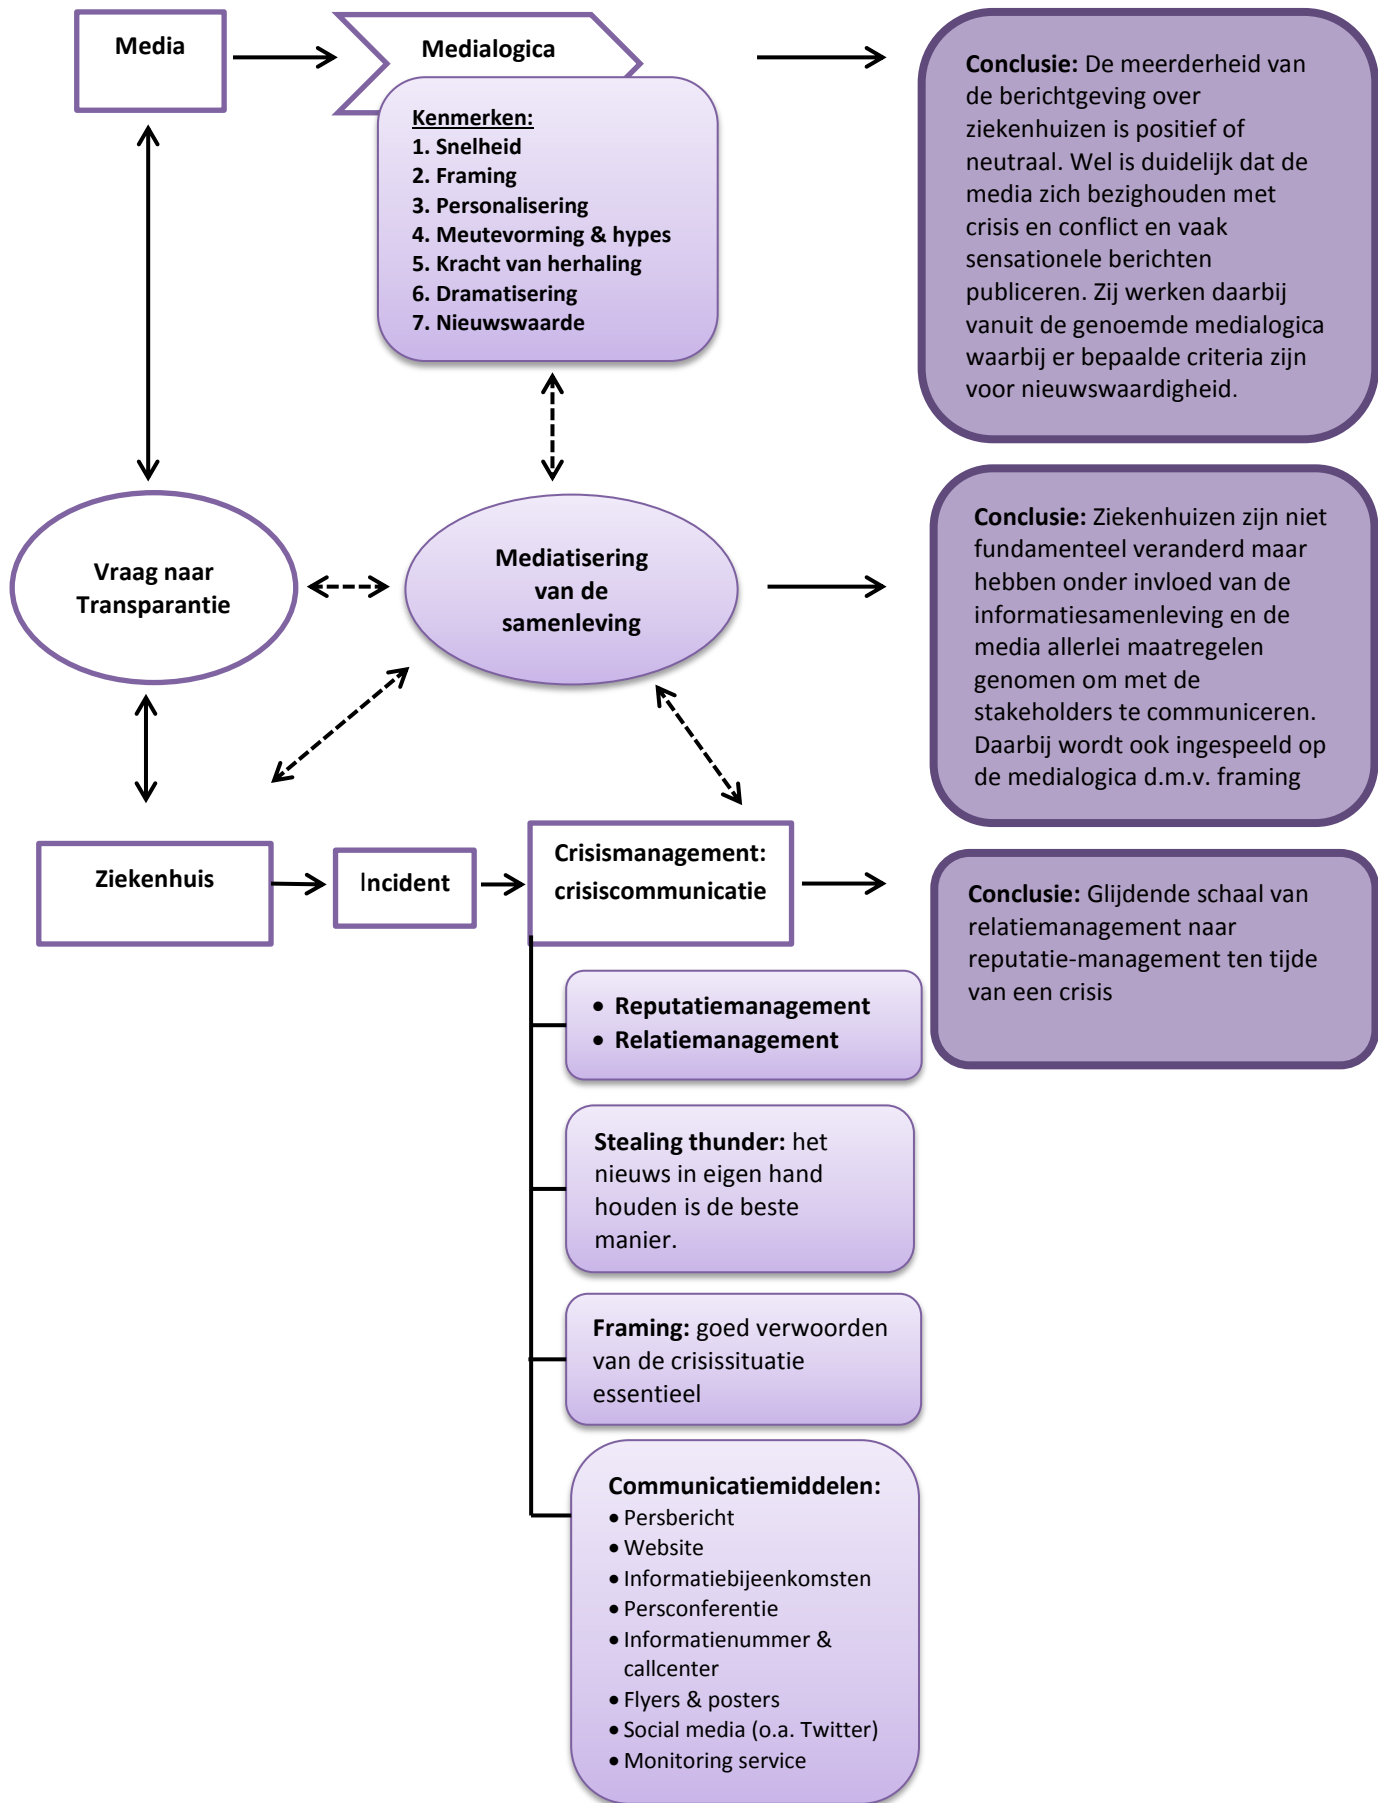 Media
Medialogica
Kenmerken:
1. Snelheid
2. Framing
3. Personalisering
4. Meutevorming & hypes
5. Kracht van herhaling
6. Dramatisering
7. Nieuwswaarde
Conclusie: De meerderheid van
de berichtgeving over
ziekenhuizen is positief of
neutraal. Wel is duidelijk dat de
media zich bezighouden met
crisis en conflict en vaak
sensationele berichten
publiceren. Zij werken daarbij
vanuit de genoemde medialogica
waarbij er bepaalde criteria zijn
voor nieuwswaardigheid.
Vraag naar
Transparantie
Mediatisering
van de
samenleving
Conclusie: Ziekenhuizen zijn niet
fundamenteel veranderd maar
hebben onder invloed van de
informatiesamenleving en de
media allerlei maatregelen
genomen om met de
stakeholders te communiceren.
Daarbij wordt ook ingespeeld op
de medialogica d.m.v. framing
Ziekenhuis
Incident
Crisismanagement:
crisiscommunicatie
Conclusie: Glijdende schaal van
relatiemanagement naar
reputatie-management ten tijde
van een crisis
• Reputatiemanagement
• Relatiemanagement
Stealing thunder: het
nieuws in eigen hand
houden is de beste
manier.
Framing: goed verwoorden
van de crisissituatie
essentieel
Communicatiemiddelen:
• Persbericht
• Website
• Informatiebijeenkomsten
• Persconferentie
• Informatienummer &
callcenter
• Flyers & posters
• Social media (o.a. Twitter)
• Monitoring service